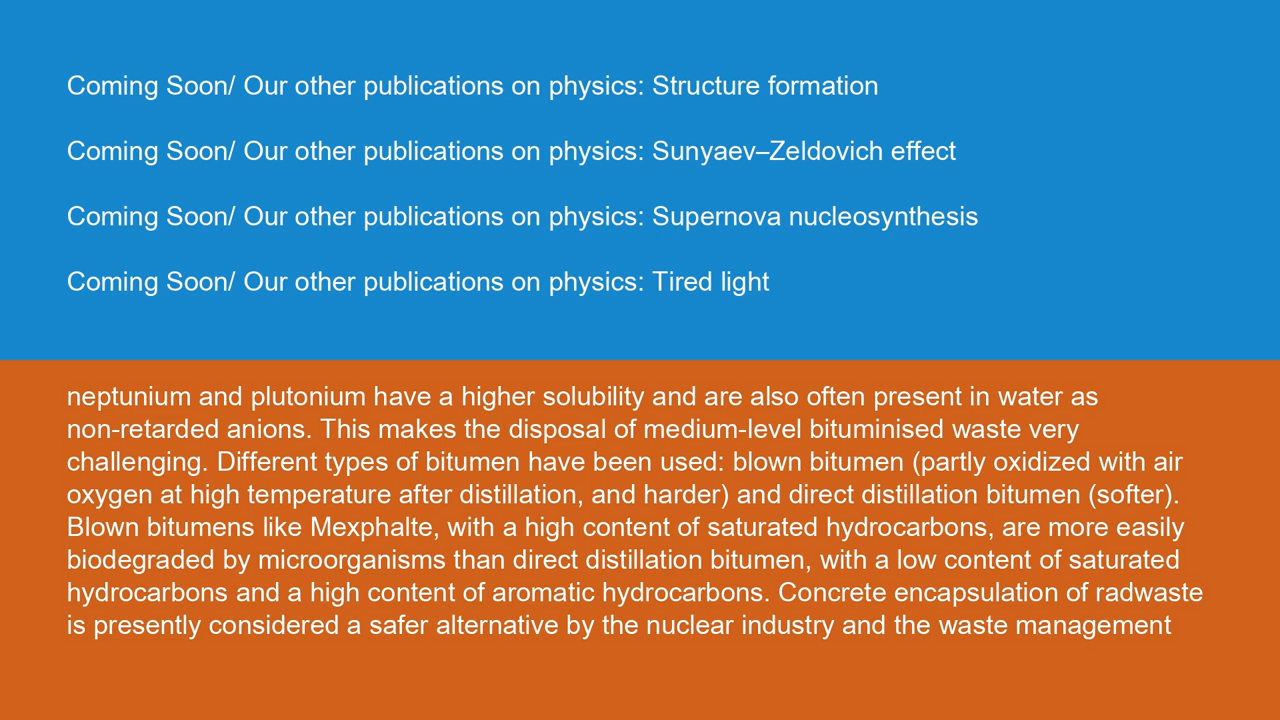 Coming Soon/ Our other publications on physics: Structure formation
Coming Soon/ Our other publications on physics: Sunyaev–Zeldovich effect
Coming Soon/ Our other publications on physics: Supernova nucleosynthesis
Coming Soon/ Our other publications on physics: Tired light
neptunium and plutonium have a higher solubility and are also often present in water as
non-retarded anions. This makes the disposal of medium-level bituminised waste very
challenging. Different types of bitumen have been used: blown bitumen (partly oxidized with air
oxygen at high temperature after distillation, and harder) and direct distillation bitumen (softer).
Blown bitumens like Mexphalte, with a high content of saturated hydrocarbons, are more easily
biodegraded by microorganisms than direct distillation bitumen, with a low content of saturated
hydrocarbons and a high content of aromatic hydrocarbons. Concrete encapsulation of radwaste
is presently considered a safer alternative by the nuclear industry and the waste management